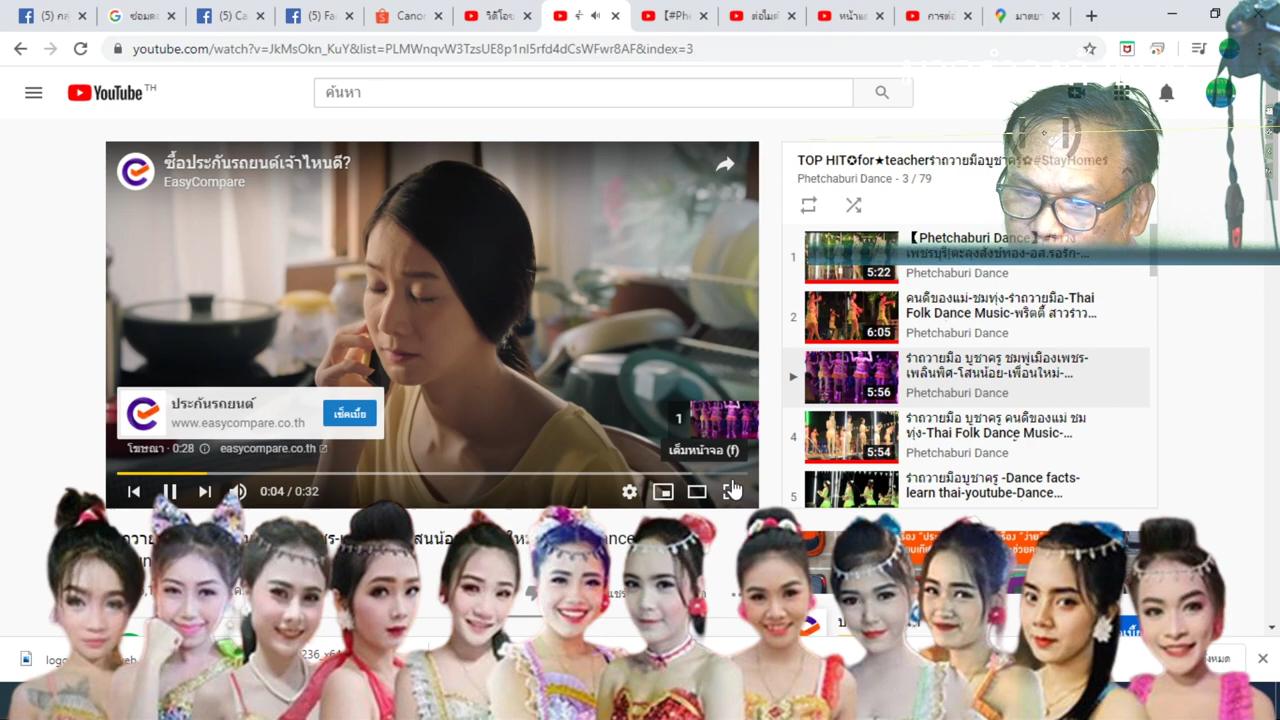 (5) กล
ซ่อมคอ
(5) Ca
(5) Fa
Canor
วิดีโอข
[#Phe
ต่อไมค์
หน้าแร
การต่อ
มาตยา
youtube.com/watch?v=JkMsOkn_KuY&list=PLMWnqvW3TzsUE8p1nl5rfd4dCsWFwr8AF&index=3
YouTube TH
ค้นหา
ซื้อประกันรถยนต์เจ้าไหนดี?
EasyCompare
ประกันรถยนต์
www.easycompare.co.th
เช็คเบี้ย
โฆษณา · 0:28
easycompare.co.th
1
เต็มหน้าจอ (f)
0:04 / 0:32
TOP HIT✪for★teacherรำถวายมือบูชาครู✿#StayHomes
Phetchaburi Dance - 3 / 79
1
5:22
【Phetchaburi Dance】
เพชรบุรี[ตะลุงสังข์ทอง-อส.รอรัก-...
Phetchaburi Dance
2
6:05
คนดีของแม่-ชมทุ่ง-รำถวายมือ-Thai
Folk Dance Music-พริตตี้ สาวรำว...
Phetchaburi Dance
5:56
รำถวายมือ บูชาครู ชมพู่เมืองเพชร-
เพลินพิศ-โสนน้อย-เพื่อนใหม่-...
Phetchaburi Dance
4
5:54
รำถวายมือ บูชาครู คนดีของแม่ ชม
ทุ่ง-Thai Folk Dance Music-...
Phetchaburi Dance
5
รำถวายมือบูชาครู -Dance facts-
learn thai-youtube-Dance...